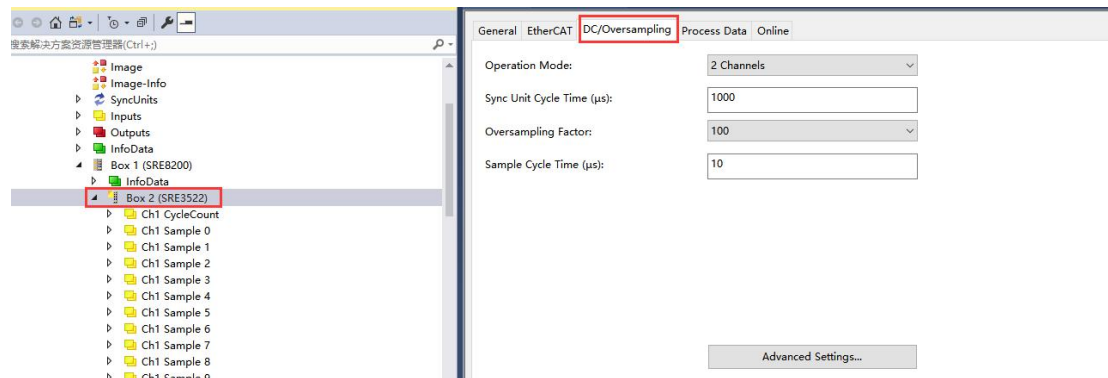 搜索解决方案资源管理器(Ctrl+;)
Image
Image-Info
SyncUnits
Inputs
Outputs
InfoData
Box 1 (SRE8200)
InfoData
Box 2 (SRE3522)
Ch1 CycleCount
Ch1 Sample 0
Ch1 Sample 1
Ch1 Sample 2
Ch1 Sample 3
Ch1 Sample 4
Ch1 Sample 5
Ch1 Sample 6
Ch1 Sample 7
Ch1 Sample 8
Ch1 Sample 9
General EtherCAT DC/Oversampling Process Data Online
Operation Mode: 2 Channels
Sync Unit Cycle Time (µs): 1000
Oversampling Factor: 100
Sample Cycle Time (µs): 10
Advanced Settings...